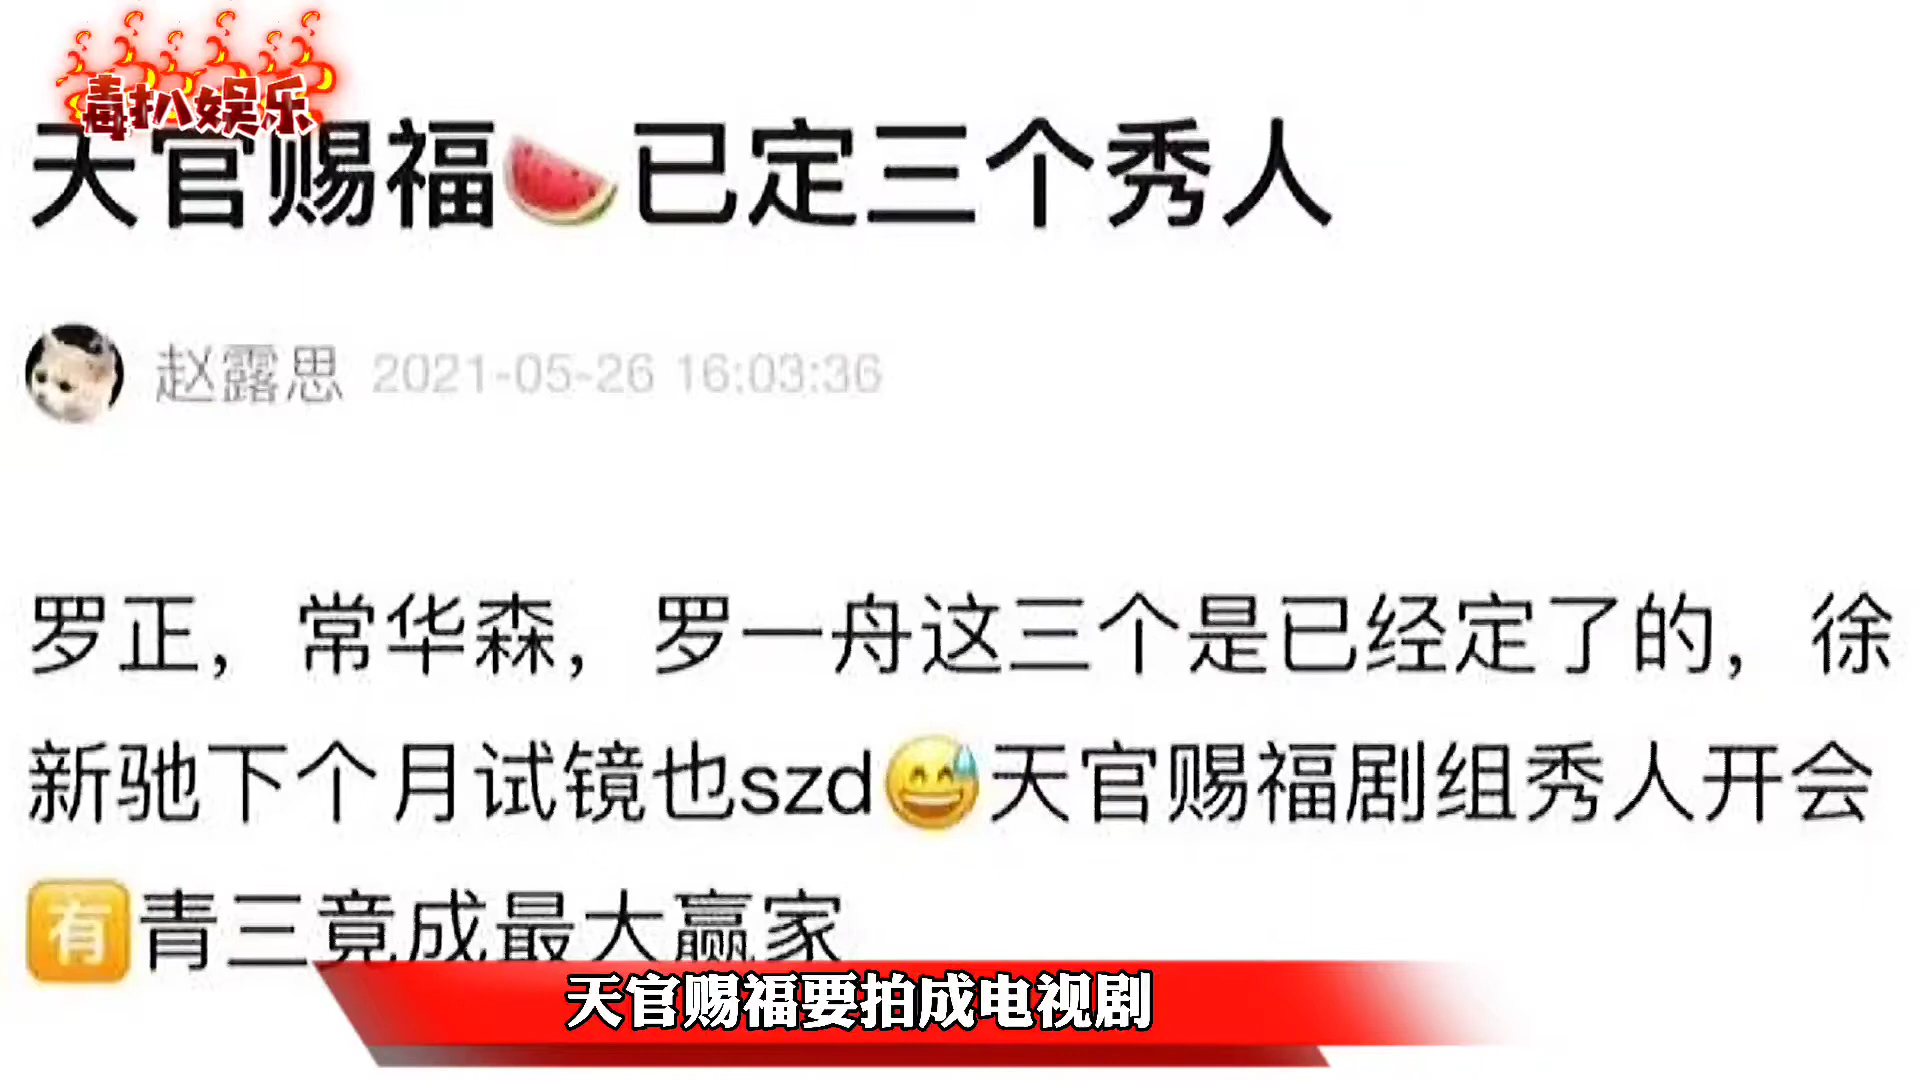 毒扒娱乐
天官赐福🍉已定三个秀人
赵露思 2021-05-26 16:03:36
罗正，常华森，罗一舟这三个是已经定了的，徐
新驰下个月试镜也szd😅天官赐福剧组秀人开会
🈶青三竟成最大赢家
天官赐福要拍成电视剧